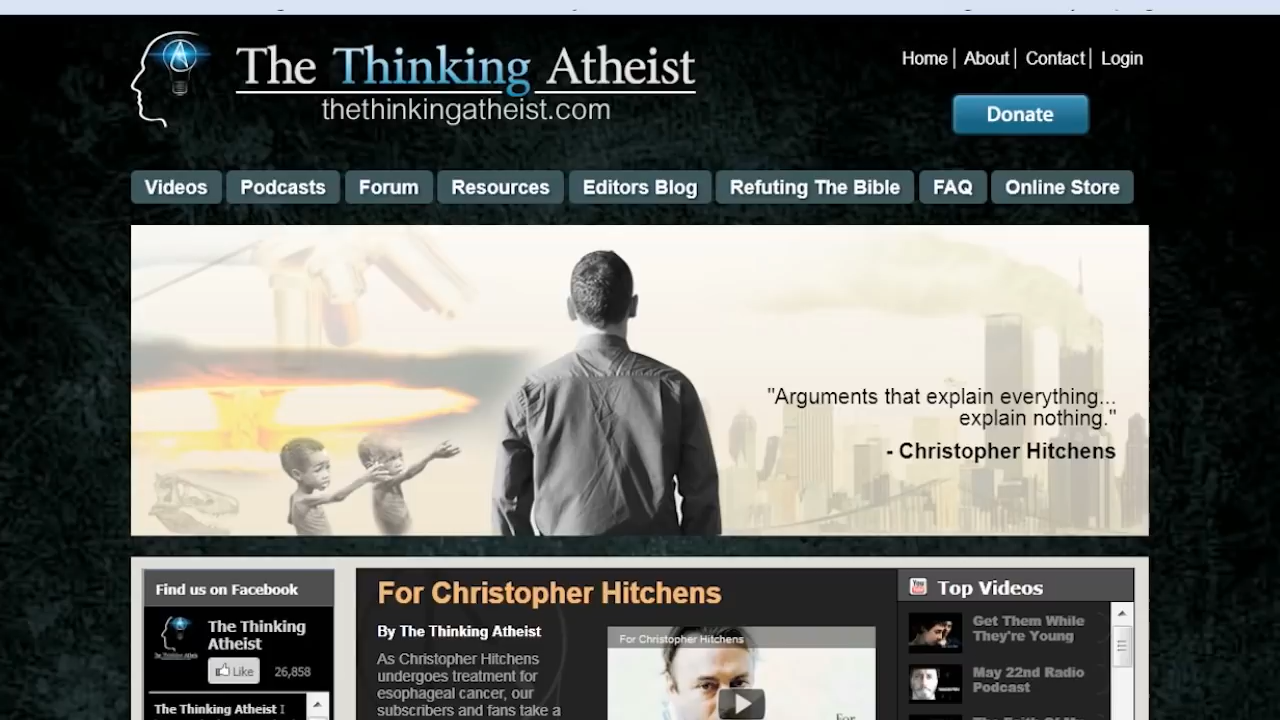 The Thinking Atheist
thethinkingatheist.com
Home | About | Contact | Login
Donate
Videos Podcasts Forum Resources Editors Blog Refuting The Bible FAQ Online Store
"Arguments that explain everything...
explain nothing."
- Christopher Hitchens
Find us on Facebook
The Thinking
Atheist
Like 26,858
The Thinking Atheist I
For Christopher Hitchens
By The Thinking Atheist
As Christopher Hitchens
undergoes treatment for
esophageal cancer, our
subscribers and fans take a
For Christopher Hitchens
For
You
Top Videos
Get Them While
They're Young
May 22nd Radio
Podcast